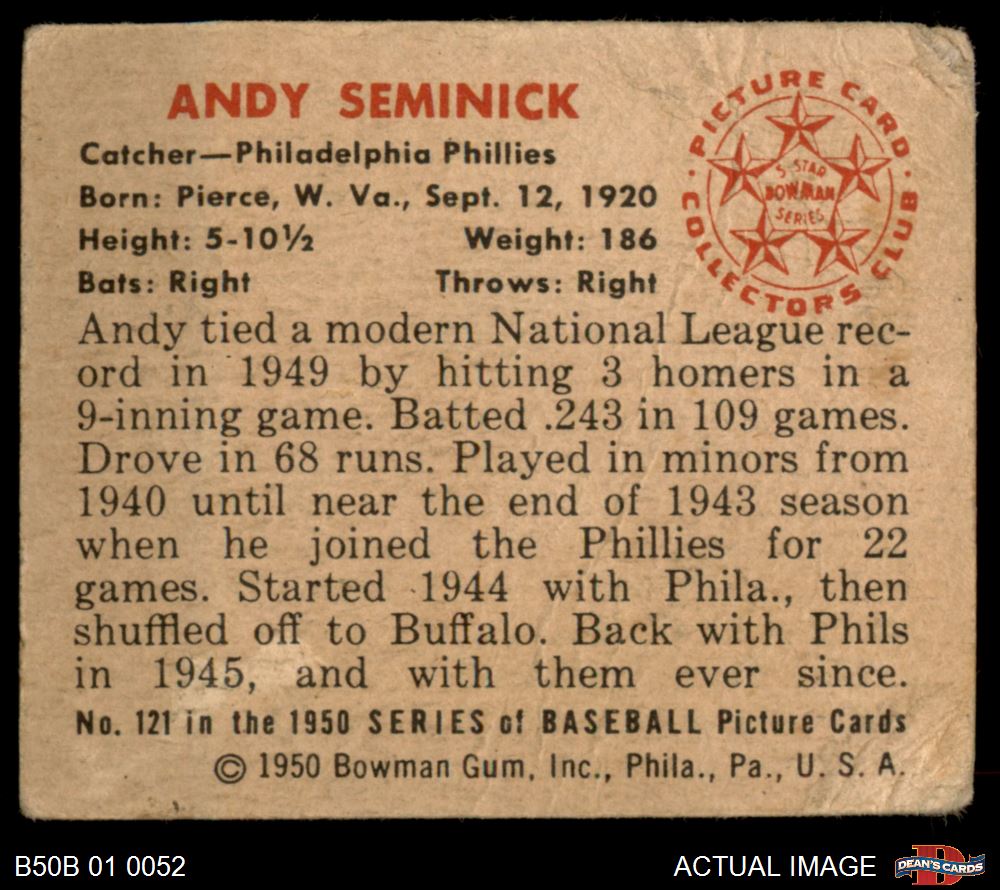 ANDY SEMINICK
Catcher—Philadelphia Phillies
Born: Pierce, W. Va., Sept. 12, 1920
Height: 5-10½ Weight: 186
Bats: Right Throws: Right
PICTURE CARD
COLLECTORS CLUB
5-STAR
BOWMAN
SERIES
Andy tied a modern National League rec-
ord in 1949 by hitting 3 homers in a
9-inning game. Batted .243 in 109 games.
Drove in 68 runs. Played in minors from
1940 until near the end of 1943 season
when he joined the Phillies for 22
games. Started 1944 with Phila., then
shuffled off to Buffalo. Back with Phils
in 1945, and with them ever since.
No. 121 in the 1950 SERIES of BASEBALL Picture Cards
© 1950 Bowman Gum, Inc., Phila., Pa., U. S. A.
B50B 01 0052
ACTUAL IMAGE
D
DEAN'S CARDS